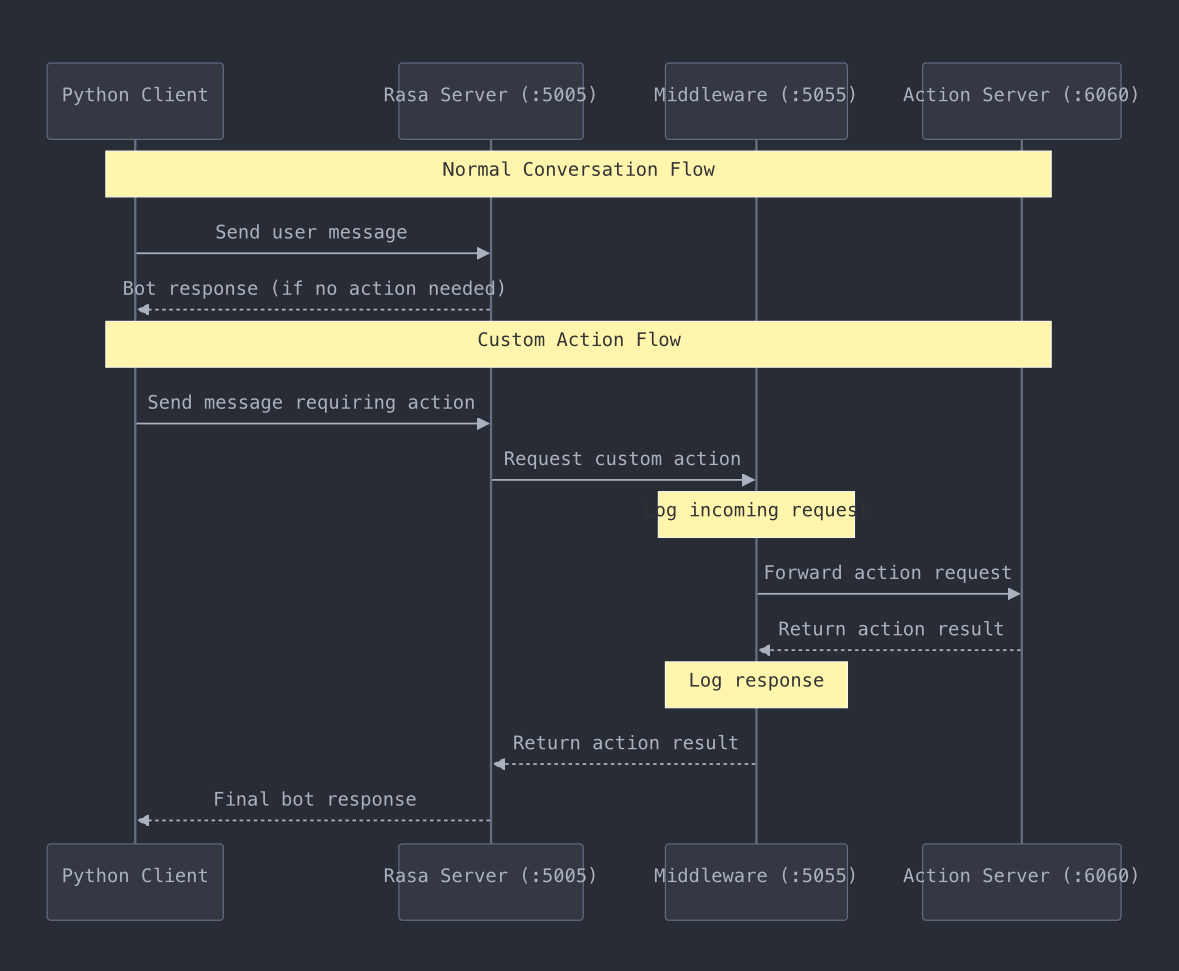 Python Client
Rasa Server (:5005)
Middleware (:5055)
Action Server (:6060)
Normal Conversation Flow
Send user message
Bot response (if no action needed)
Custom Action Flow
Send message requiring action
Request custom action
Log incoming request
Forward action request
Return action result
Log response
Return action result
Final bot response
Python Client
Rasa Server (:5005)
Middleware (:5055)
Action Server (:6060)